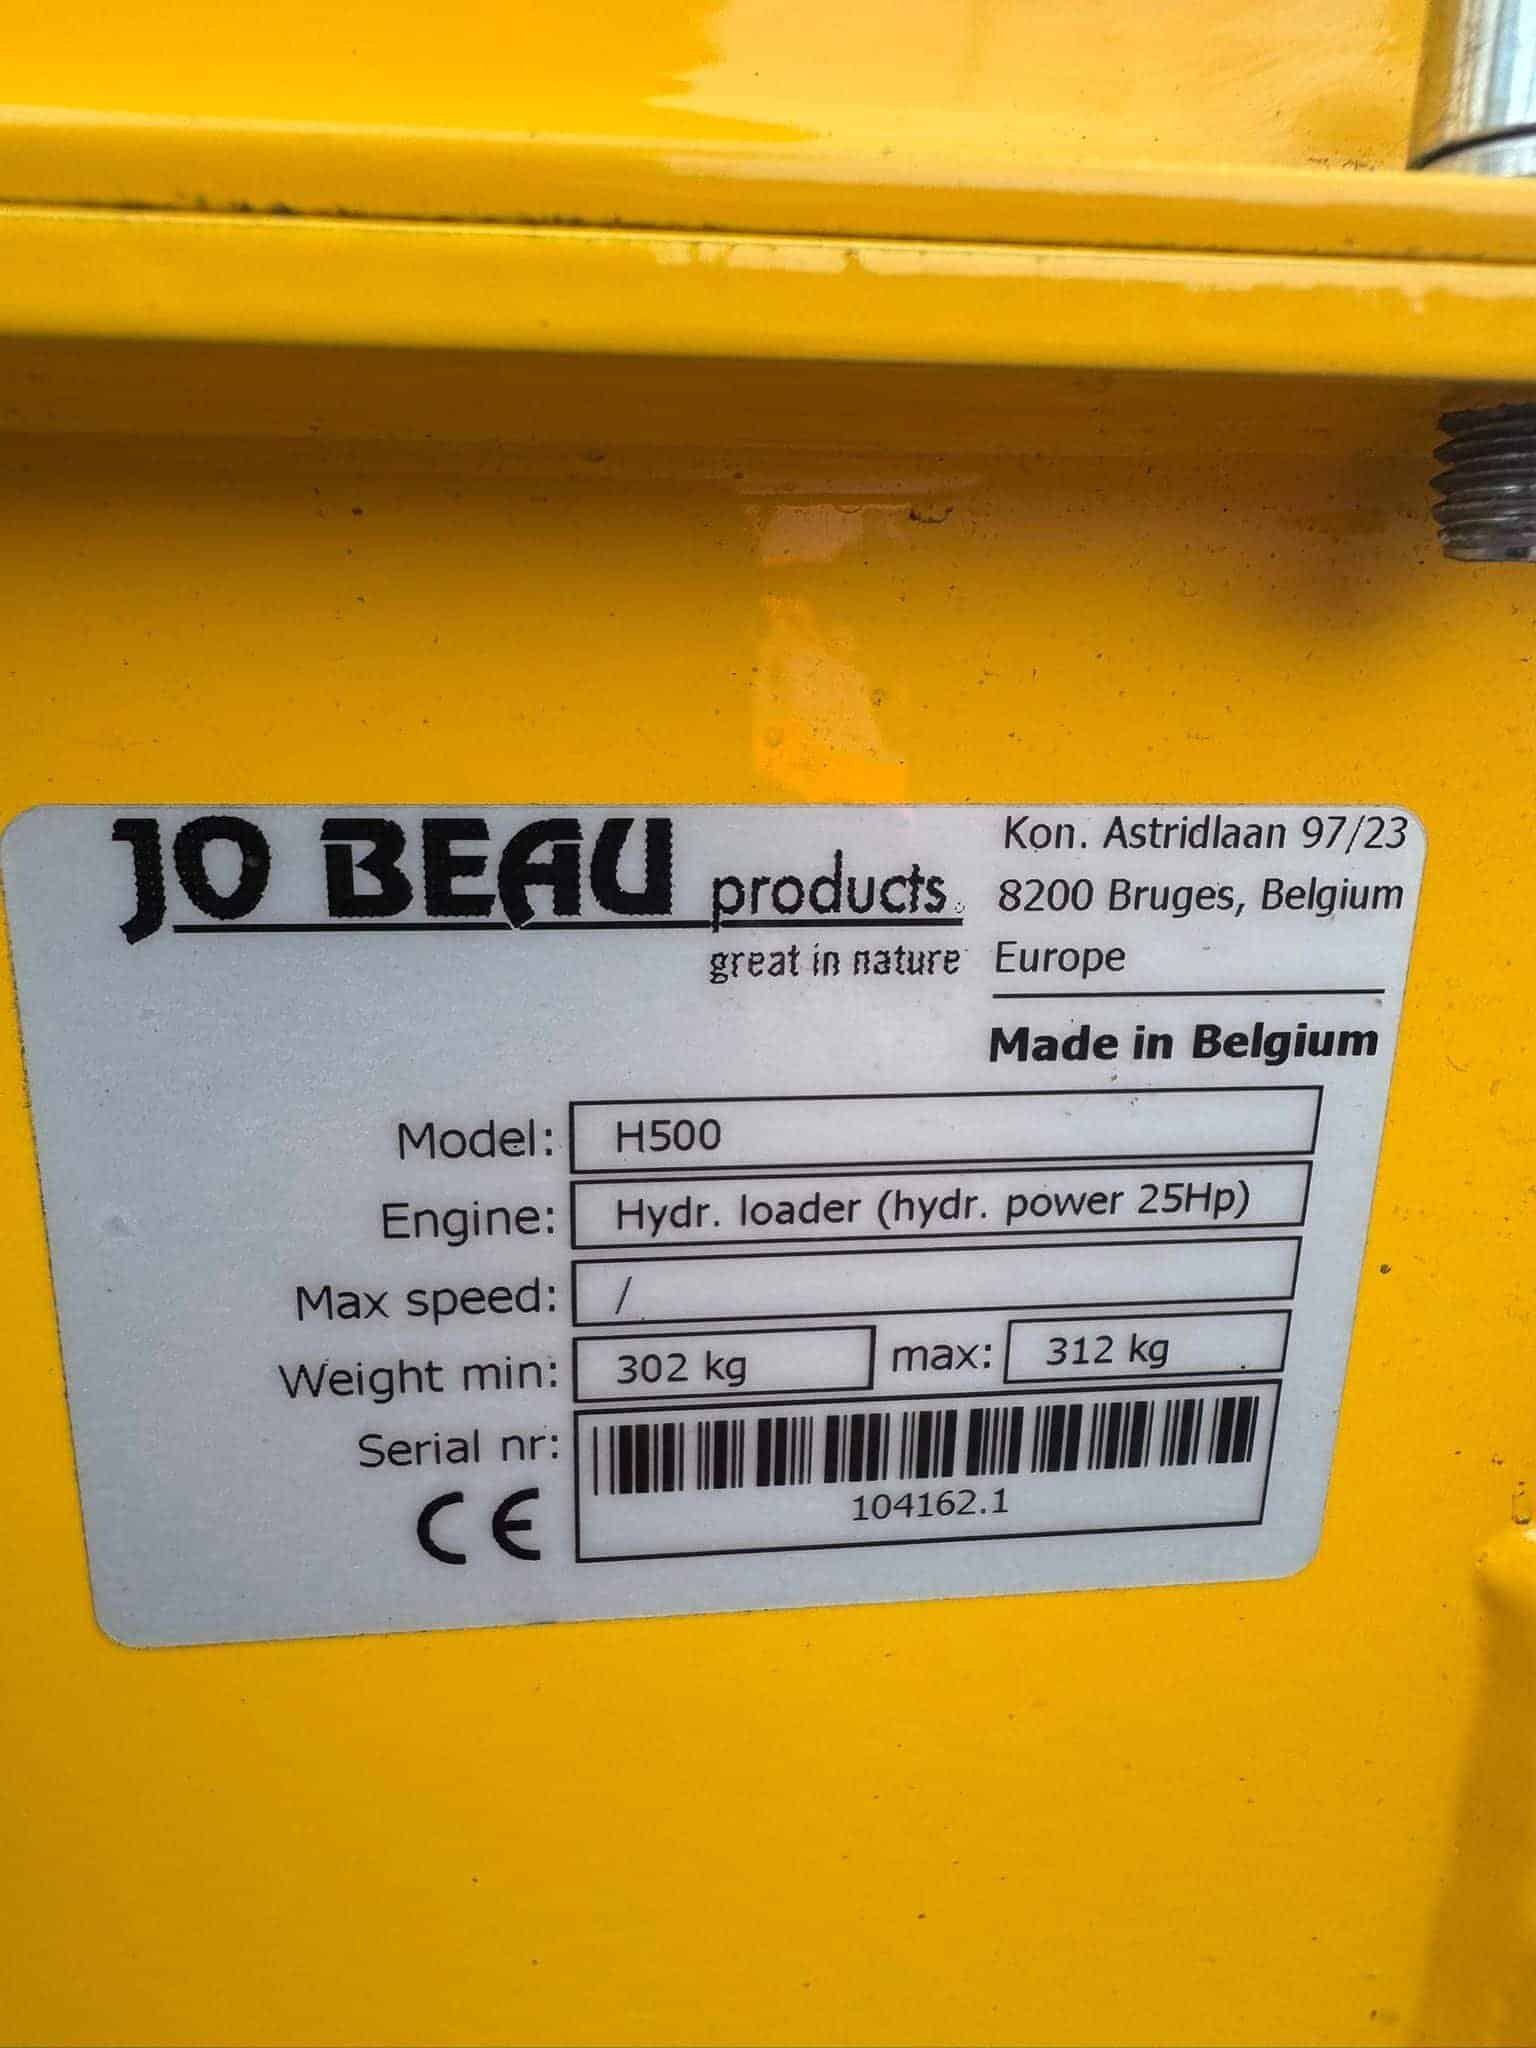 JO BEAU products
great in nature
Kon. Astridlaan 97/23
8200 Bruges, Belgium
Europe
Made in Belgium
Model: H500
Engine: Hydr. loader (hydr. power 25Hp)
Max speed: /
Weight min: 302 kg max: 312 kg
Serial nr:
104162.1
CE